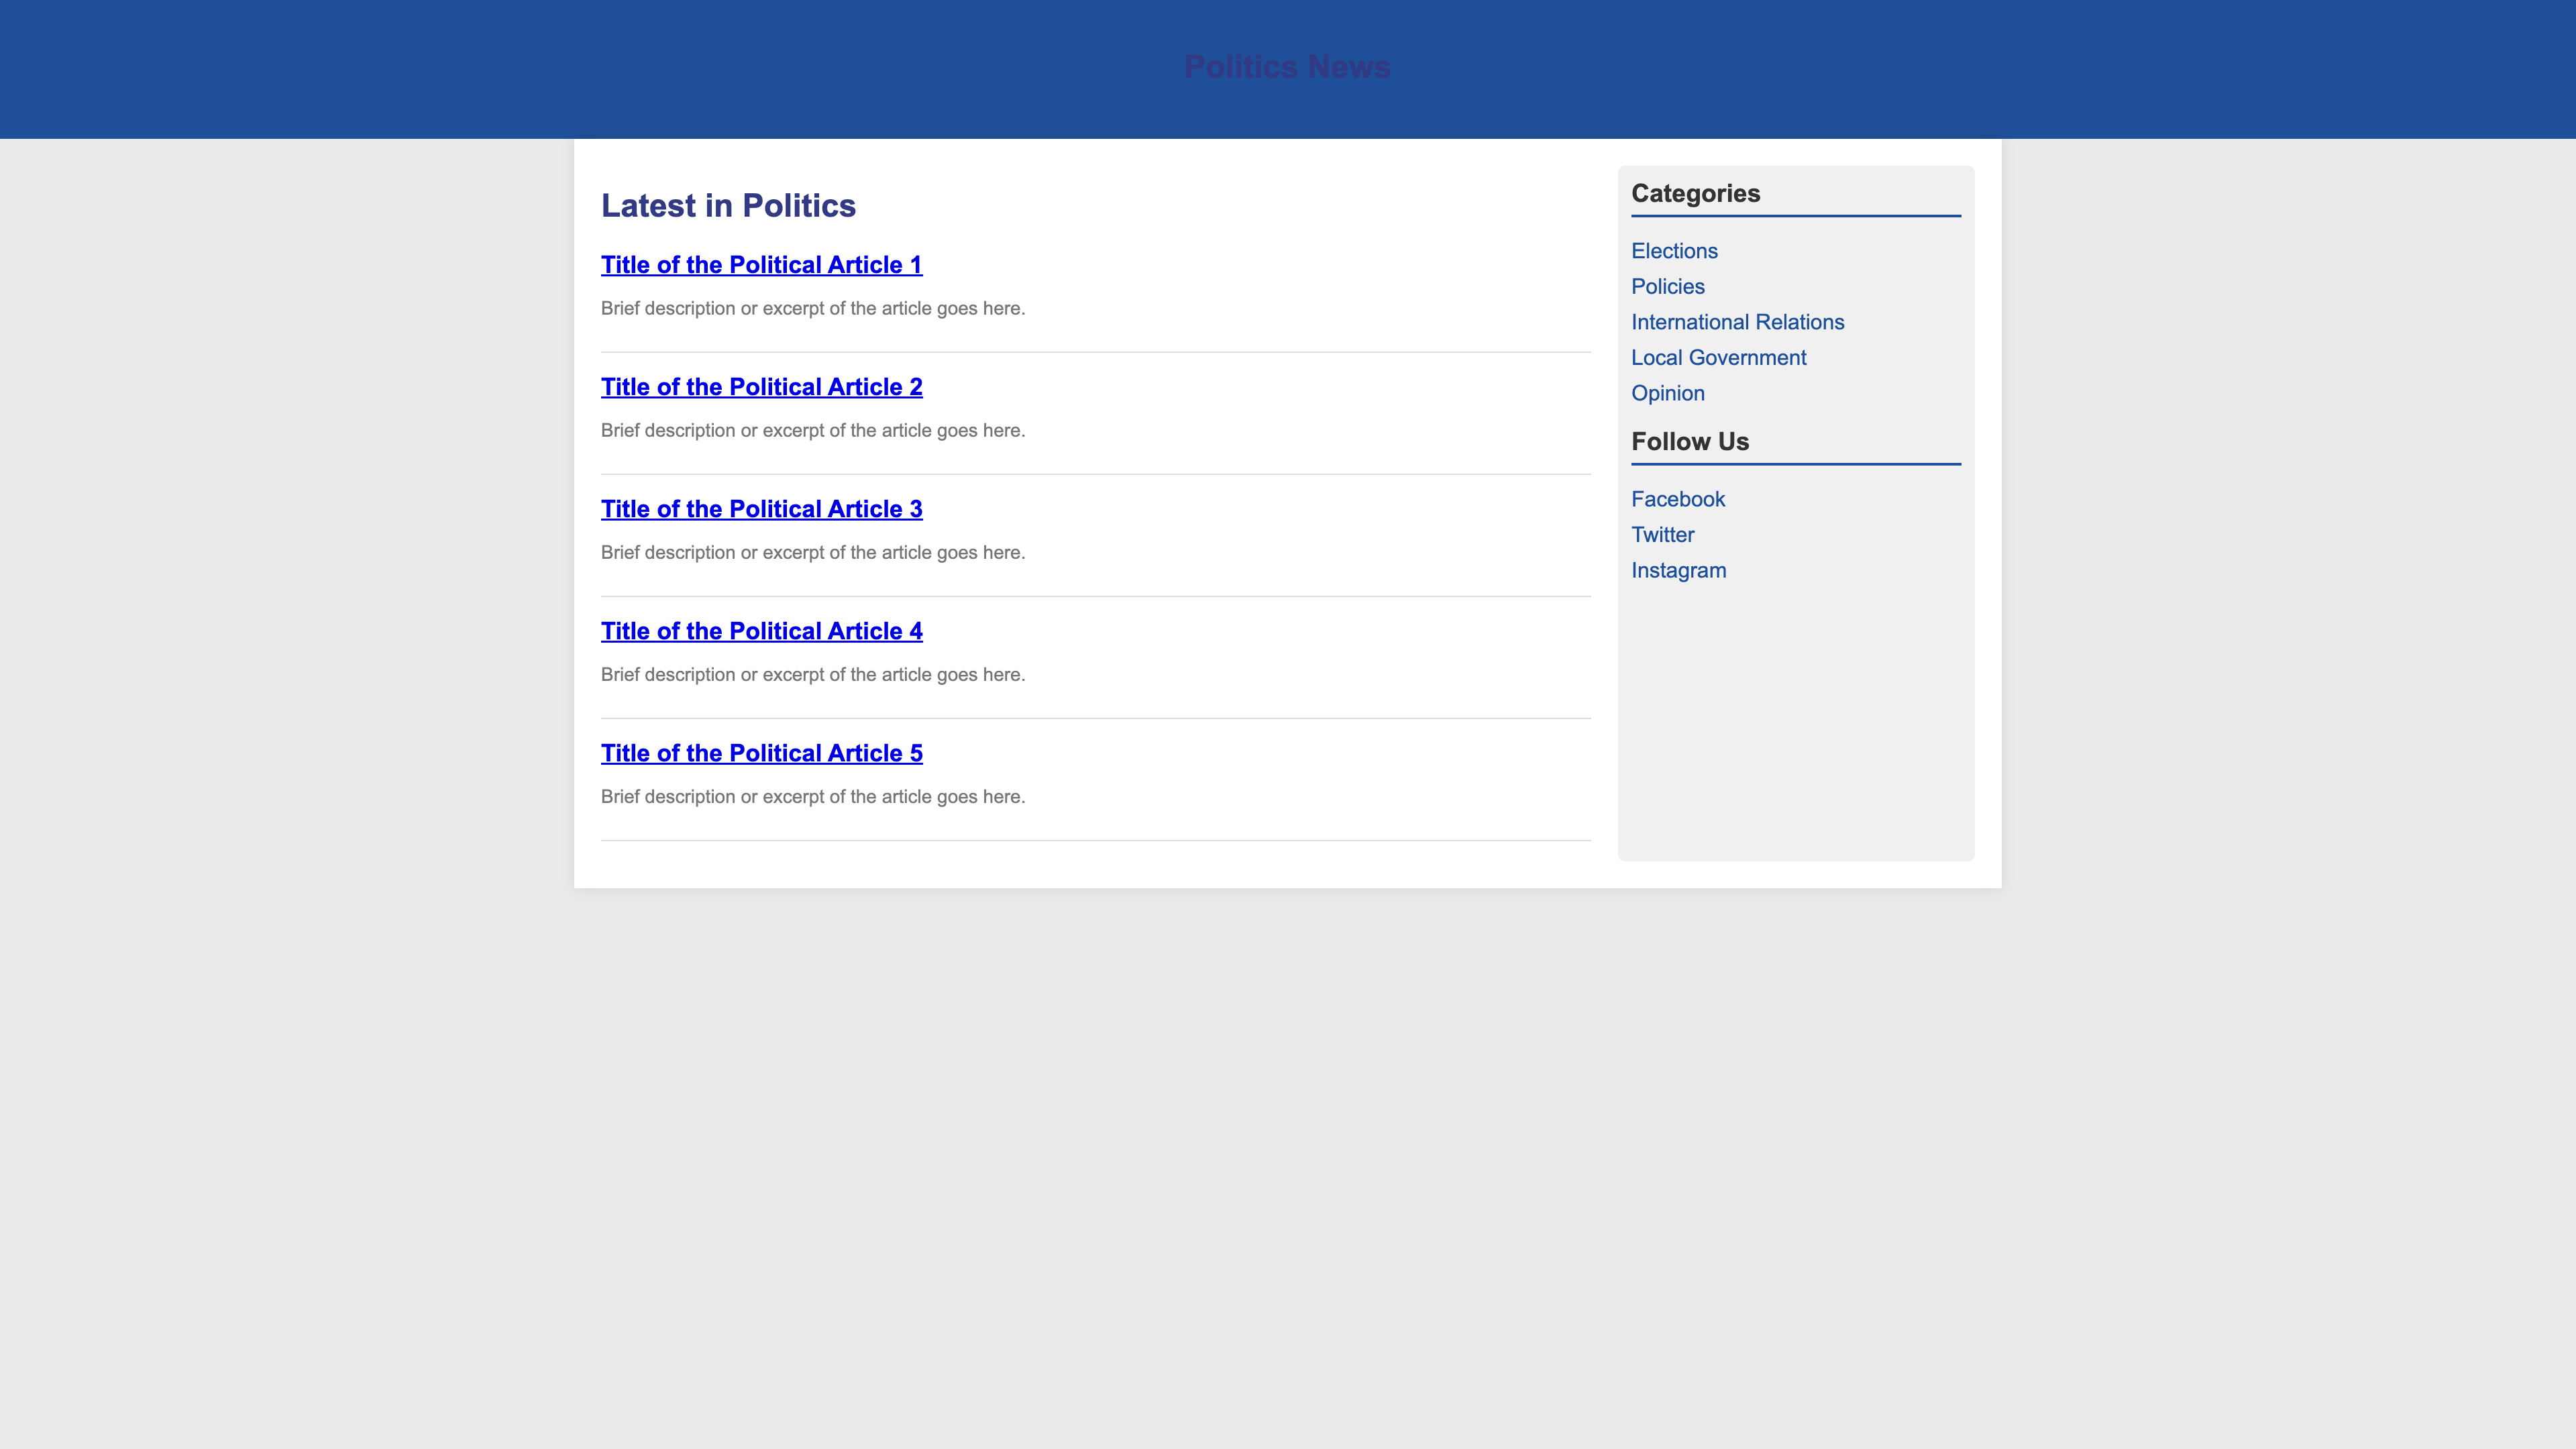 Politics News
Latest in Politics
Title of the Political Article 1
Brief description or excerpt of the article goes here.
Title of the Political Article 2
Brief description or excerpt of the article goes here.
Title of the Political Article 3
Brief description or excerpt of the article goes here.
Title of the Political Article 4
Brief description or excerpt of the article goes here.
Title of the Political Article 5
Brief description or excerpt of the article goes here.
Categories
Elections
Policies
International Relations
Local Government
Opinion
Follow Us
Facebook
Twitter
Instagram